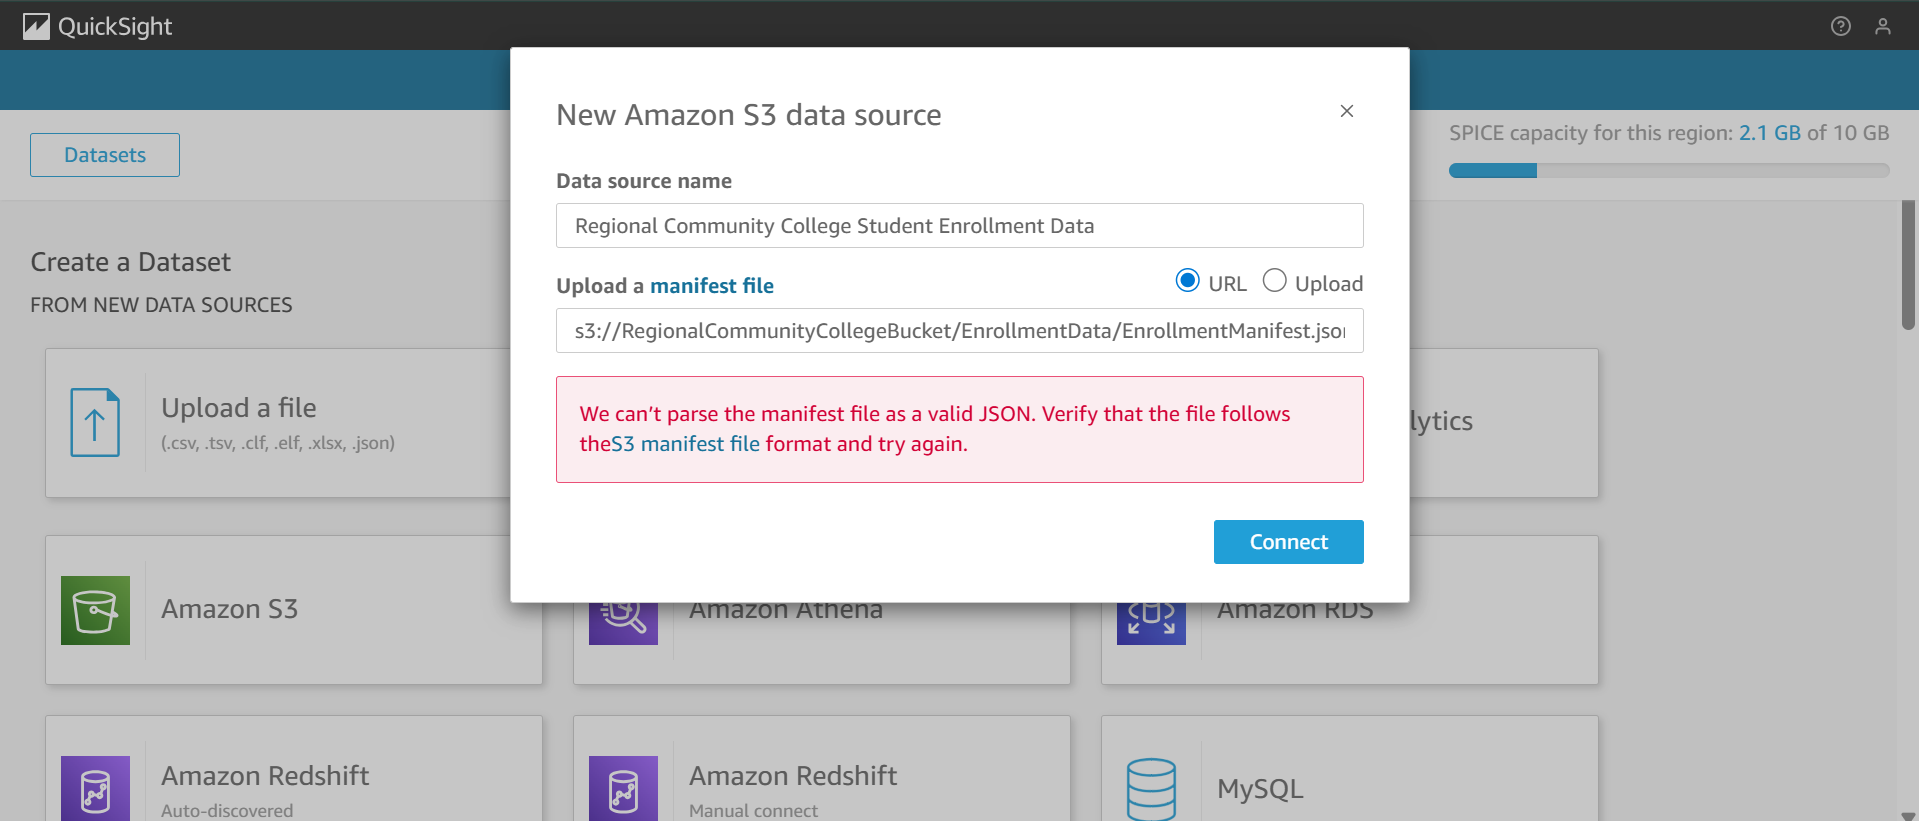 QuickSight
New Amazon S3 data source
Datasets
SPICE capacity for this region: 2.1 GB of 10 GB
Data source name
Regional Community College Student Enrollment Data
Create a Dataset
FROM NEW DATA SOURCES
Upload a manifest file
URL
Upload
s3://RegionalCommunityCollegeBucket/EnrollmentData/EnrollmentManifest.json
We can't parse the manifest file as a valid JSON. Verify that the file follows
theS3 manifest file format and try again.
Connect
Upload a file
(.csv, .tsv, .clf, .elf, .xlsx, .json)
lytics
Amazon S3
Amazon Athena
Amazon RDS
Amazon Redshift
Auto-discovered
Amazon Redshift
Manual connect
MySQL